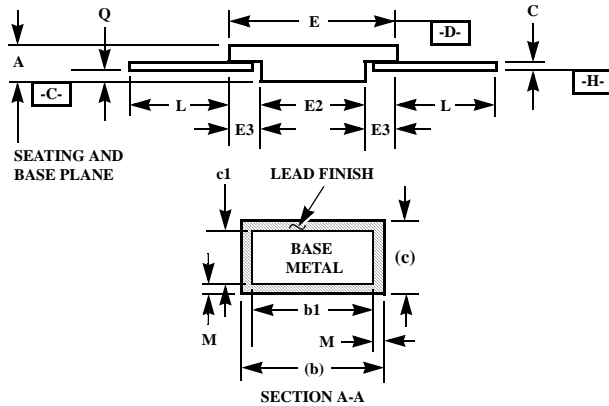 Q
E
-D-
C
A
-C-
-H-
L
E2
L
E3
E3
SEATING AND
BASE PLANE
c1
LEAD FINISH
BASE
METAL
(c)
b1
M
M
(b)
SECTION A-A